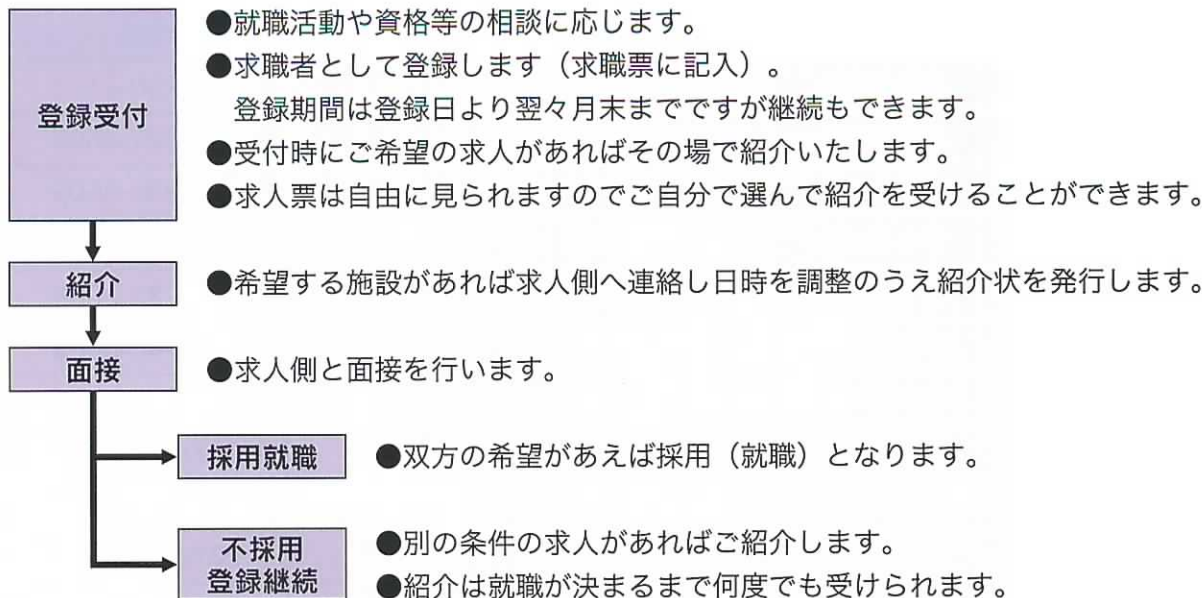 登録受付
●就職活動や資格等の相談に応じます。
●求職者として登録します（求職票に記入）。
登録期間は登録日より翌々月末までですが継続もできます。
●受付時にご希望の求人があればその場で紹介いたします。
●求人票は自由に見られますのでご自分で選んで紹介を受けることができます。
紹介
●希望する施設があれば求人側へ連絡し日時を調整のうえ紹介状を発行します。
面接
●求人側と面接を行います。
採用就職
●双方の希望があえば採用（就職）となります。
不採用
登録継続
●別の条件の求人があればご紹介します。
●紹介は就職が決まるまで何度でも受けられます。